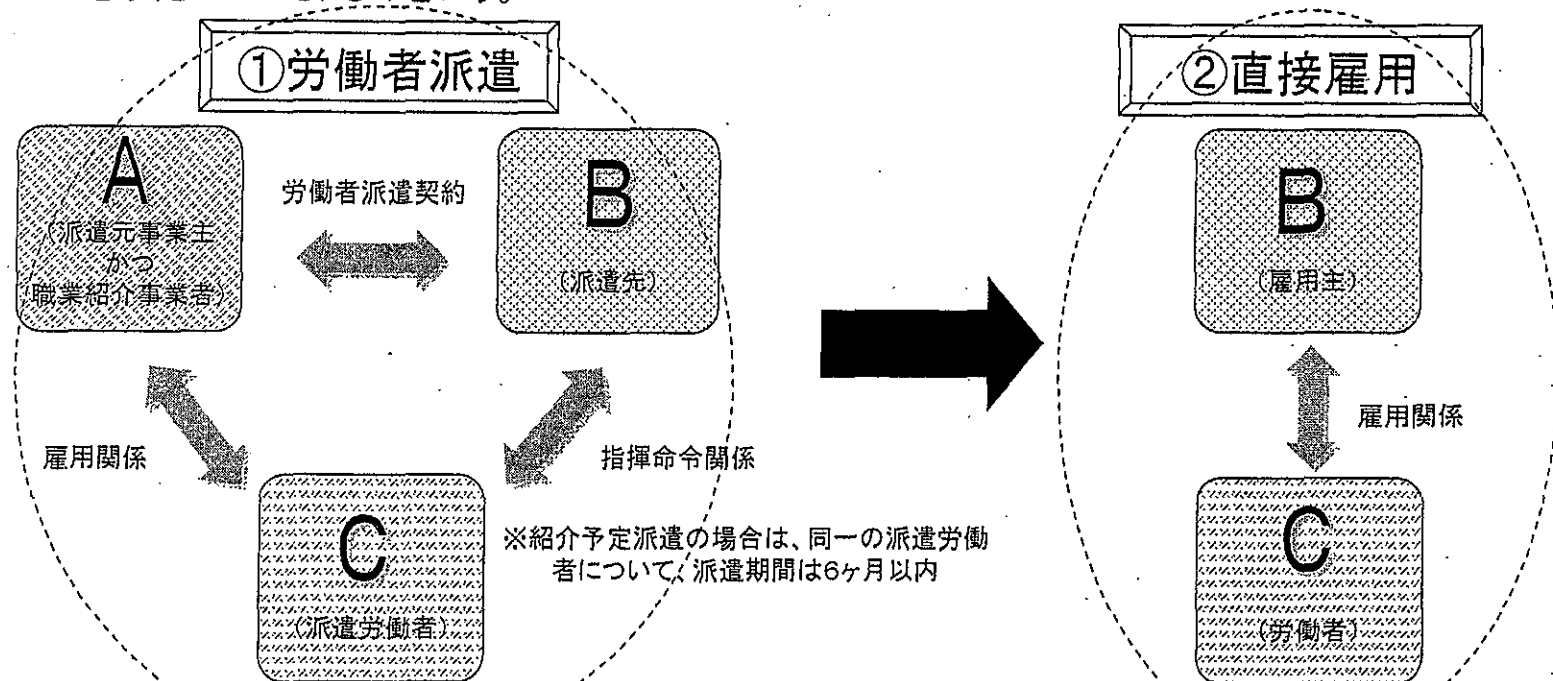 ①労働者派遣
A
(派遣元事業主
かつ
職業紹介事業者)
労働者派遣契約
B
(派遣先)
雇用関係
指揮命令関係
C
(派遣労働者)
※紹介予定派遣の場合は、同一の派遣労働
者について、派遣期間は6ヶ月以内
②直接雇用
B
(雇用主)
雇用関係
C
(労働者)